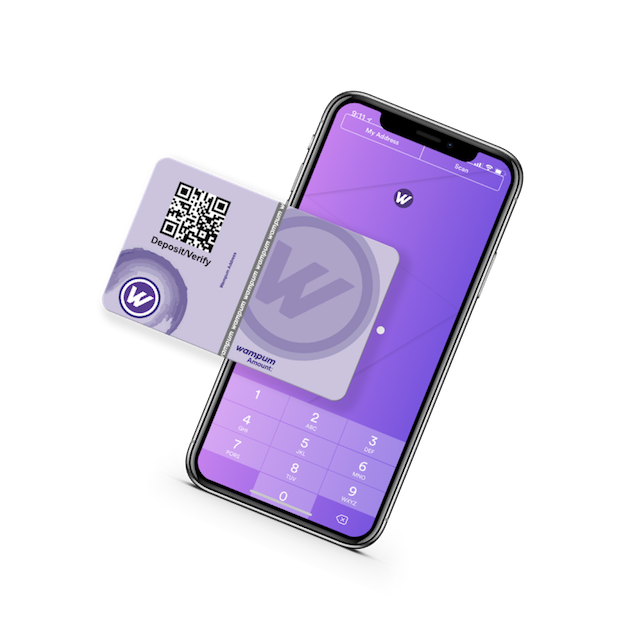 9:11
My Address
Scan
W
Deposit/Verify
Wampum Address
W
W
wampum wampum wampum wampum wampum w
wampum
Amount:
1
2
ABC
3
DEF
4
GHI
5
JKL
6
MNO
7
PQRS
8
TUV
9
WXYZ
0